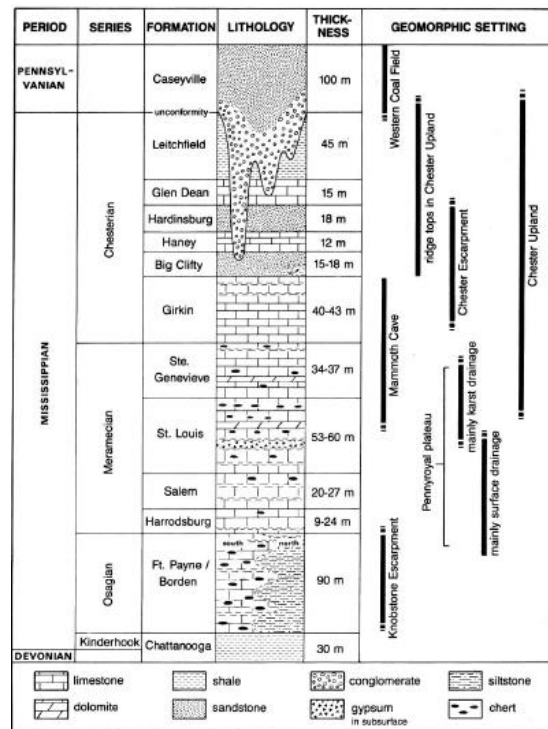 PERIOD SERIES FORMATION LITHOLOGY THICK-
NESS GEOMORPHIC SETTING
PENNSYL-
VANIAN
Caseyville 100 m
unconformity
MISSISSIPPIAN
Chesterian
Leitchfield 45 m
Glen Dean 15 m
Hardinsburg 18 m
Haney 12 m
Big Clifty 15-18 m
Girkin 40-43 m
Meramecian
Ste.
Genevieve 34-37 m
St. Louis 53-60 m
Salem 20-27 m
Harrodsburg 9-24 m
Osagian
south north
Ft. Payne /
Borden 90 m
Kinderhook Chattanooga 30 m
DEVONIAN
Western Coal Field
ridge tops in Chester Upland
Chester Escarpment
Chester Upland
Mammoth Cave
Pennyroyal plateau
mainly karst drainage
mainly surface drainage
Knobstone Escarpment
limestone shale conglomerate siltstone
dolomite sandstone gypsum
in subsurface chert